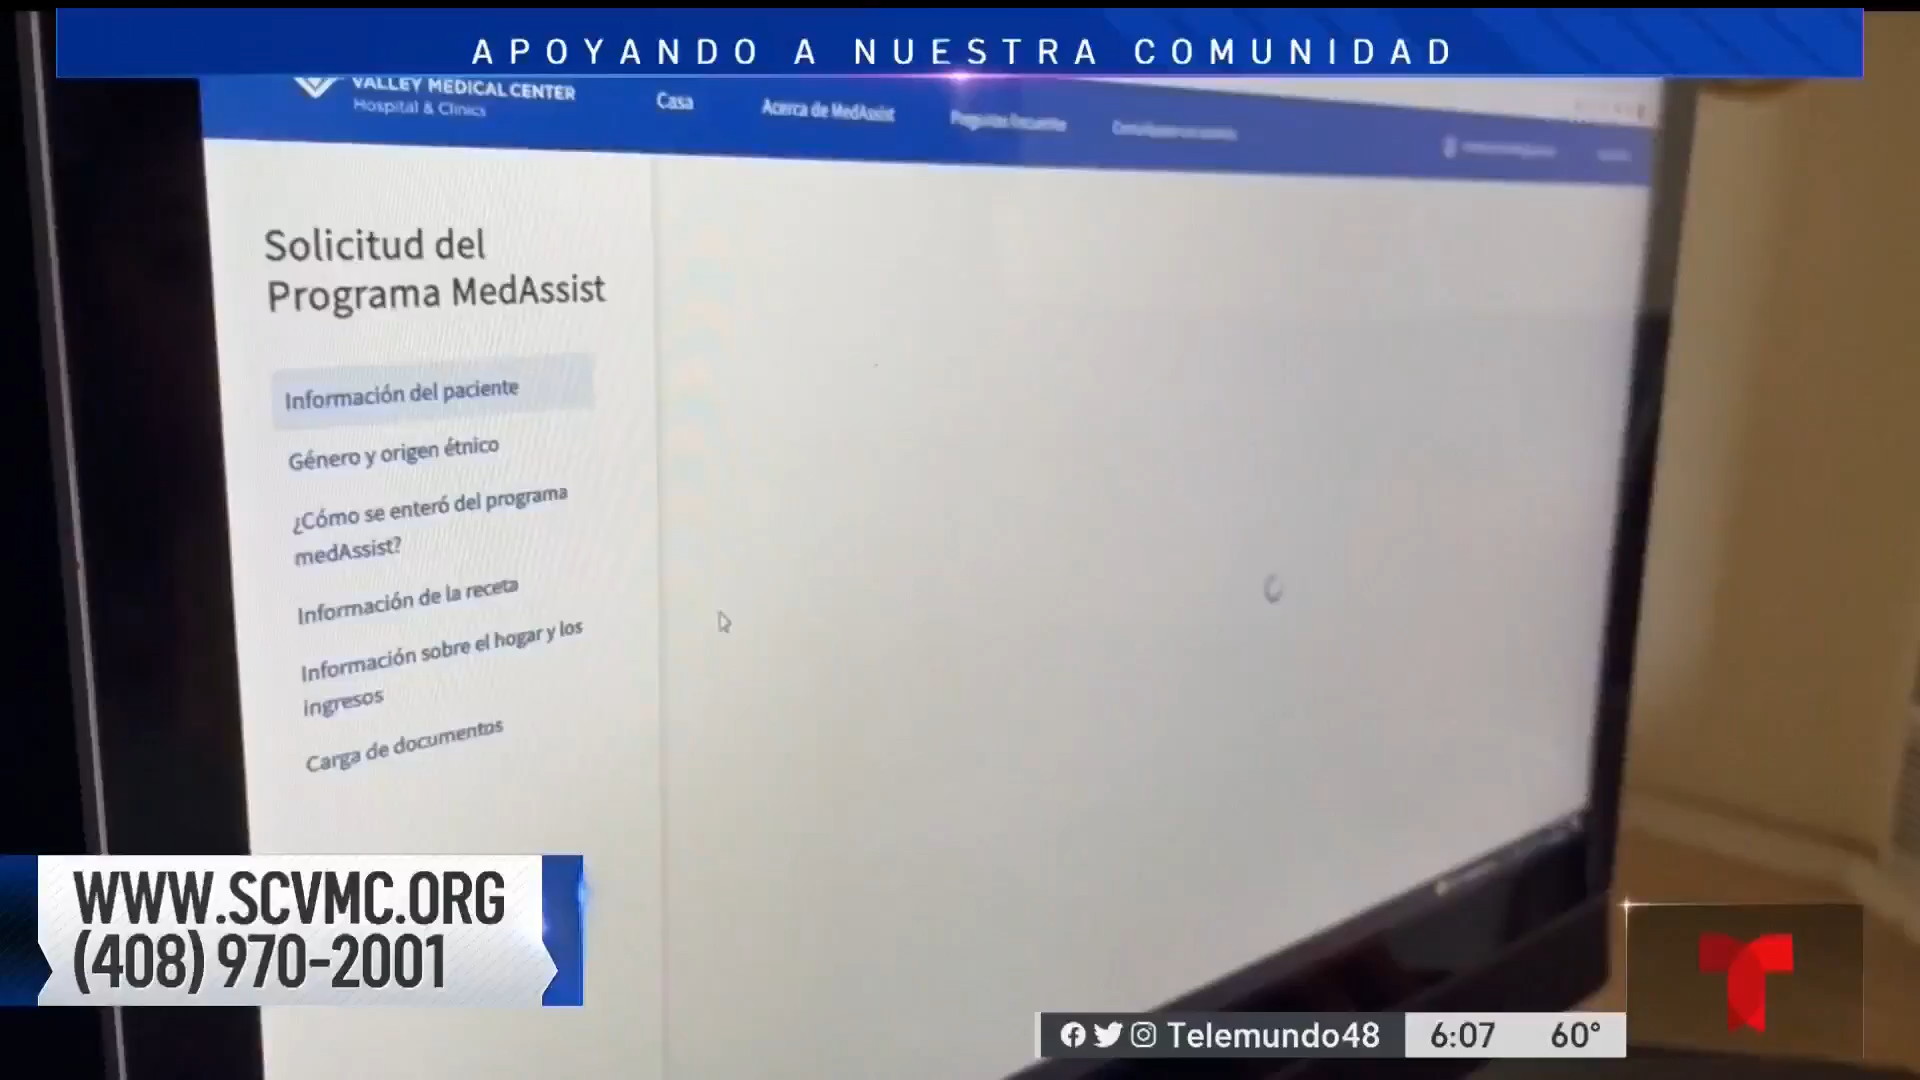 APOYANDO A NUESTRA COMUNIDAD
VALLEY MEDICAL CENTER
Hospital & Clinics
Casa
Acerca de MedAssist
Preguntas frecuentes
Solicitud del
Programa MedAssist
Información del paciente
Género y origen étnico
¿Cómo se enteró del programa
medAssist?
Información de la receta
Información sobre el hogar y los
ingresos
Carga de documentos
WWW.SCVMC.ORG
(408) 970-2001
Telemundo48
6:07
60°